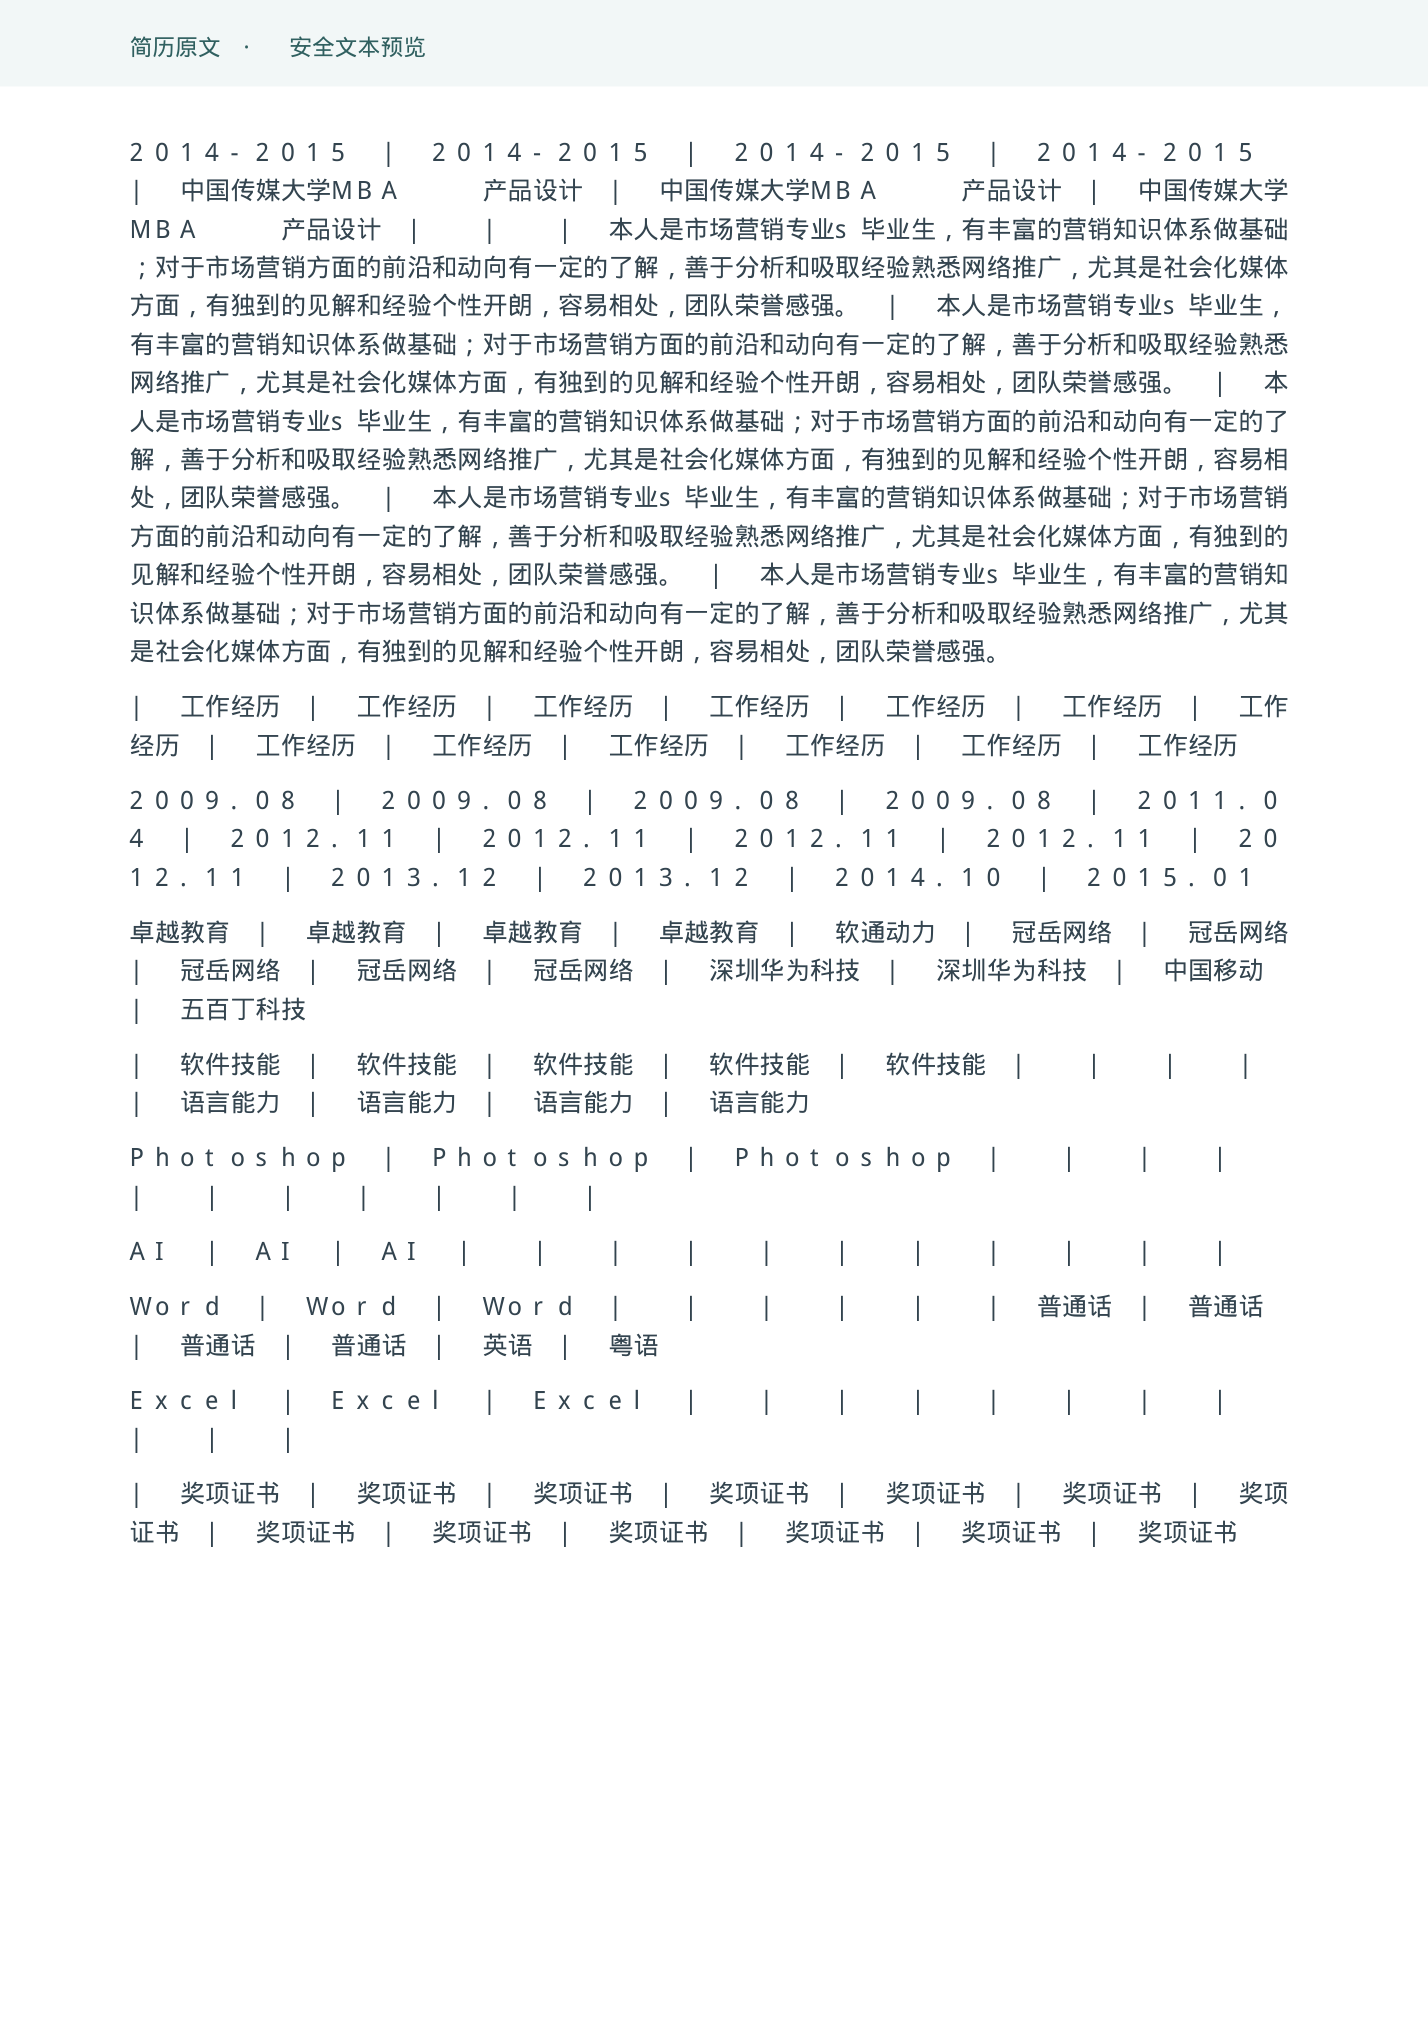 简历原文 · 安全文本预览
2014-2015 | 2014-2015 | 2014-2015 | 2014-2015
| 中国传媒大学MBA 产品设计 | 中国传媒大学MBA 产品设计 | 中国传媒大学
MBA 产品设计 | | | 本人是市场营销专业s 毕业生，有丰富的营销知识体系做基础
；对于市场营销方面的前沿和动向有一定的了解，善于分析和吸取经验熟悉网络推广，尤其是社会化媒体
方面，有独到的见解和经验个性开朗，容易相处，团队荣誉感强。 | 本人是市场营销专业s 毕业生，
有丰富的营销知识体系做基础；对于市场营销方面的前沿和动向有一定的了解，善于分析和吸取经验熟悉
网络推广，尤其是社会化媒体方面，有独到的见解和经验个性开朗，容易相处，团队荣誉感强。 | 本
人是市场营销专业s 毕业生，有丰富的营销知识体系做基础；对于市场营销方面的前沿和动向有一定的了
解，善于分析和吸取经验熟悉网络推广，尤其是社会化媒体方面，有独到的见解和经验个性开朗，容易相
处，团队荣誉感强。 | 本人是市场营销专业s 毕业生，有丰富的营销知识体系做基础；对于市场营销
方面的前沿和动向有一定的了解，善于分析和吸取经验熟悉网络推广，尤其是社会化媒体方面，有独到的
见解和经验个性开朗，容易相处，团队荣誉感强。 | 本人是市场营销专业s 毕业生，有丰富的营销知
识体系做基础；对于市场营销方面的前沿和动向有一定的了解，善于分析和吸取经验熟悉网络推广，尤其
是社会化媒体方面，有独到的见解和经验个性开朗，容易相处，团队荣誉感强。
| 工作经历 | 工作经历 | 工作经历 | 工作经历 | 工作经历 | 工作经历 | 工作
经历 | 工作经历 | 工作经历 | 工作经历 | 工作经历 | 工作经历 | 工作经历
2009.08 | 2009.08 | 2009.08 | 2009.08 | 2011.0
4 | 2012.11 | 2012.11 | 2012.11 | 2012.11 | 20
12.11 | 2013.12 | 2013.12 | 2014.10 | 2015.01
卓越教育 | 卓越教育 | 卓越教育 | 卓越教育 | 软通动力 | 冠岳网络 | 冠岳网络
| 冠岳网络 | 冠岳网络 | 冠岳网络 | 深圳华为科技 | 深圳华为科技 | 中国移动
| 五百丁科技
| 软件技能 | 软件技能 | 软件技能 | 软件技能 | 软件技能 | | | |
| 语言能力 | 语言能力 | 语言能力 | 语言能力
Photoshop | Photoshop | Photoshop | | | |
| | | | | | |
AI | AI | AI | | | | | | | | | | |
Word | Word | Word | | | | | | 普通话 | 普通话
| 普通话 | 普通话 | 英语 | 粤语
Excel | Excel | Excel | | | | | | | |
| | |
| 奖项证书 | 奖项证书 | 奖项证书 | 奖项证书 | 奖项证书 | 奖项证书 | 奖项
证书 | 奖项证书 | 奖项证书 | 奖项证书 | 奖项证书 | 奖项证书 | 奖项证书